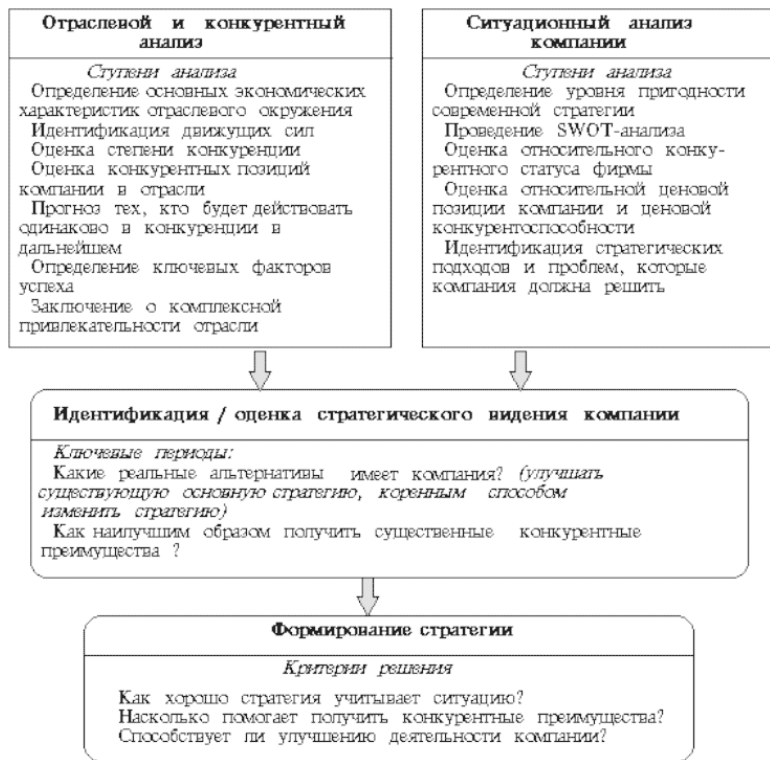 Отраслевой и конкурентный
анализ
Ступени анализа
Определение основных экономических
характеристик отраслевого окружения
Идентификация движущих сил
Оценка степени конкуренции
Оценка конкурентных позиций
компании в отрасли
Прогноз тех, кто будет действовать
одинаково в конкуренции в
дальнейшем
Определение ключевых факторов
успеха
Заключение о комплексной
привлекательности отрасли
Ситуационный анализ
компании
Ступени анализа
Определение уровня пригодности
современной стратегии
Проведение SWOT-анализа
Оценка относительного конку-
рентного статуса фирмы
Оценка относительной ценовой
позиции компании и ценовой
конкурентоспособности
Идентификация стратегических
подходов и проблем, которые
компания должна решить
Идентификация / оценка стратегического видения компании
Ключевые периоды:
Какие реальные альтернативы имеет компания? (улучшать
существующую основную стратегию, коренным способом
изменить стратегию)
Как наилучшим образом получить существенные конкурентные
преимущества ?
Формирование стратегии
Критерии решения
Как хорошо стратегия учитывает ситуацию?
Насколько помогает получить конкурентные преимущества?
Способствует ли улучшению деятельности компании?